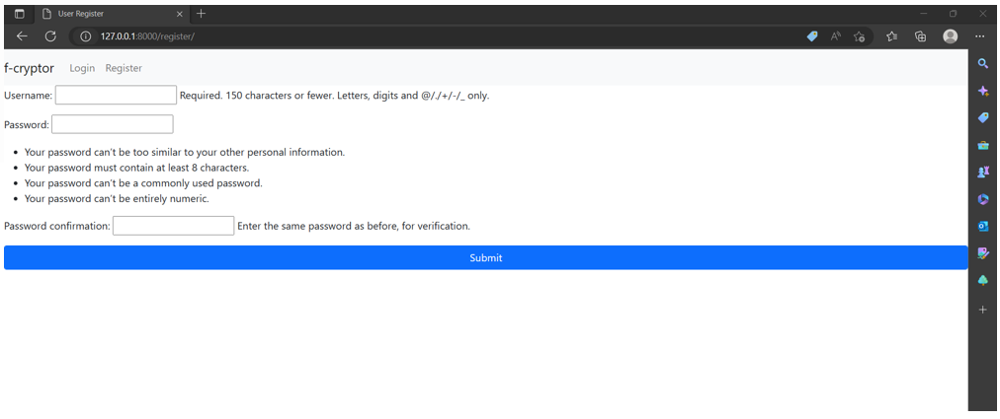 User Register
127.0.0.1:8000/register/
f-cryptor Login Register
Username: Required. 150 characters or fewer. Letters, digits and @/./+/-/_ only.
Password:
• Your password can't be too similar to your other personal information.
• Your password must contain at least 8 characters.
• Your password can't be a commonly used password.
• Your password can't be entirely numeric.
Password confirmation: Enter the same password as before, for verification.
Submit